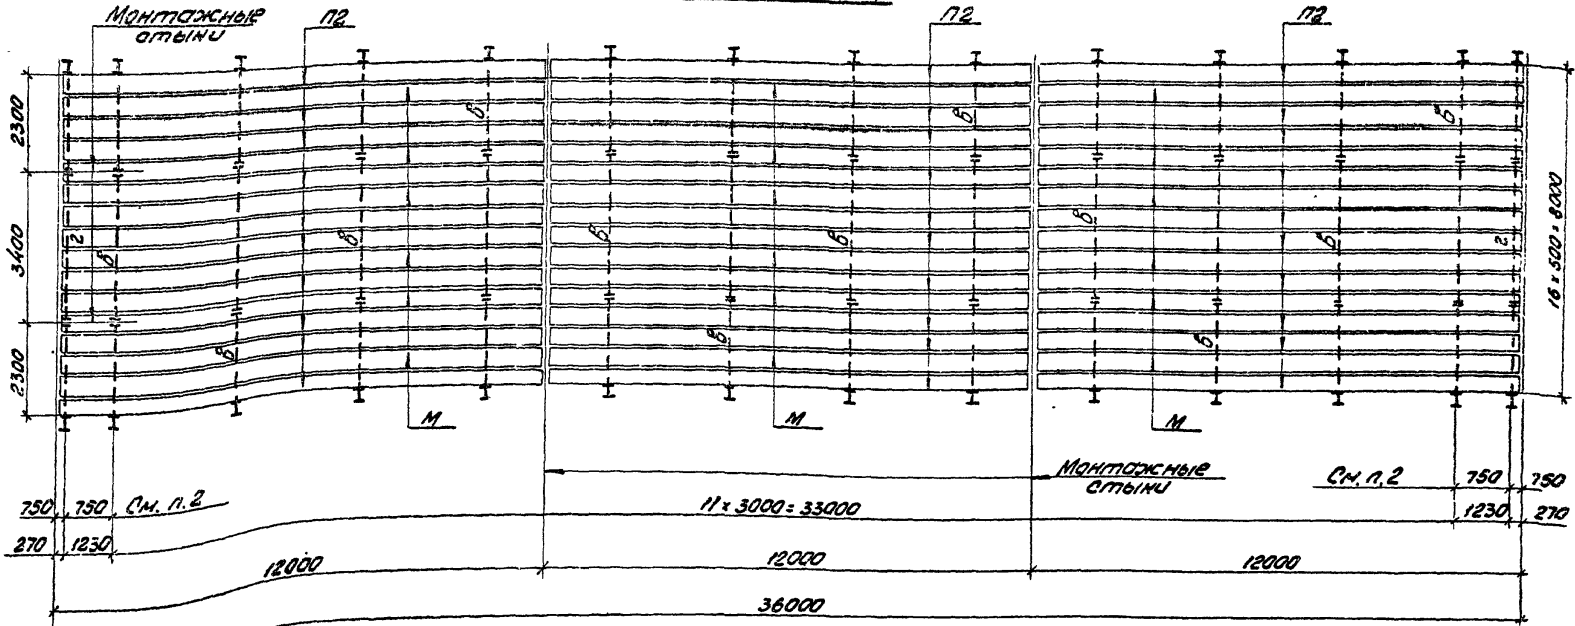 Монтажные
стыки
П2
П2
П2
2300
3400
2300
в
в
в
в
в
в
в
в
в
в
в
в
г
г
16 x 500 = 8000
М
М
М
Монтажные
стыки
См. п. 2
750
750
750
750
См. п. 2
11 x 3000 = 33000
1230
270
270
1230
12000
12000
12000
36000